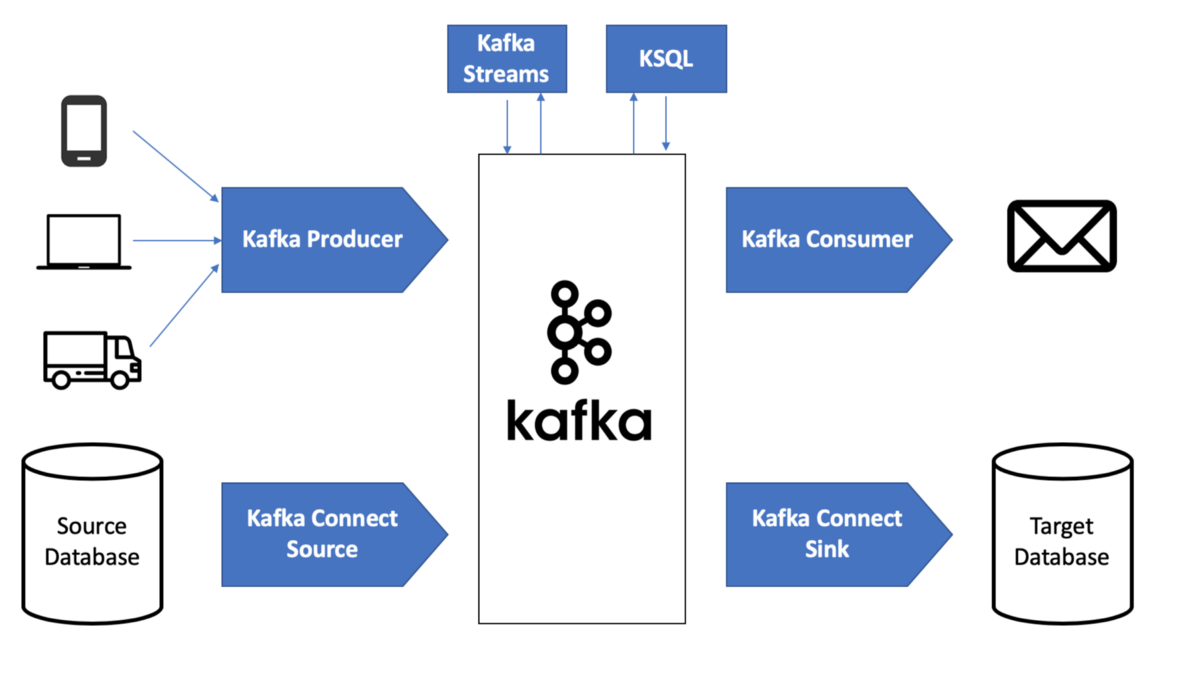 Kafka
Streams
KSQL
Kafka Producer
Kafka Consumer
kafka
Source
Database
Kafka Connect
Source
Kafka Connect
Sink
Target
Database